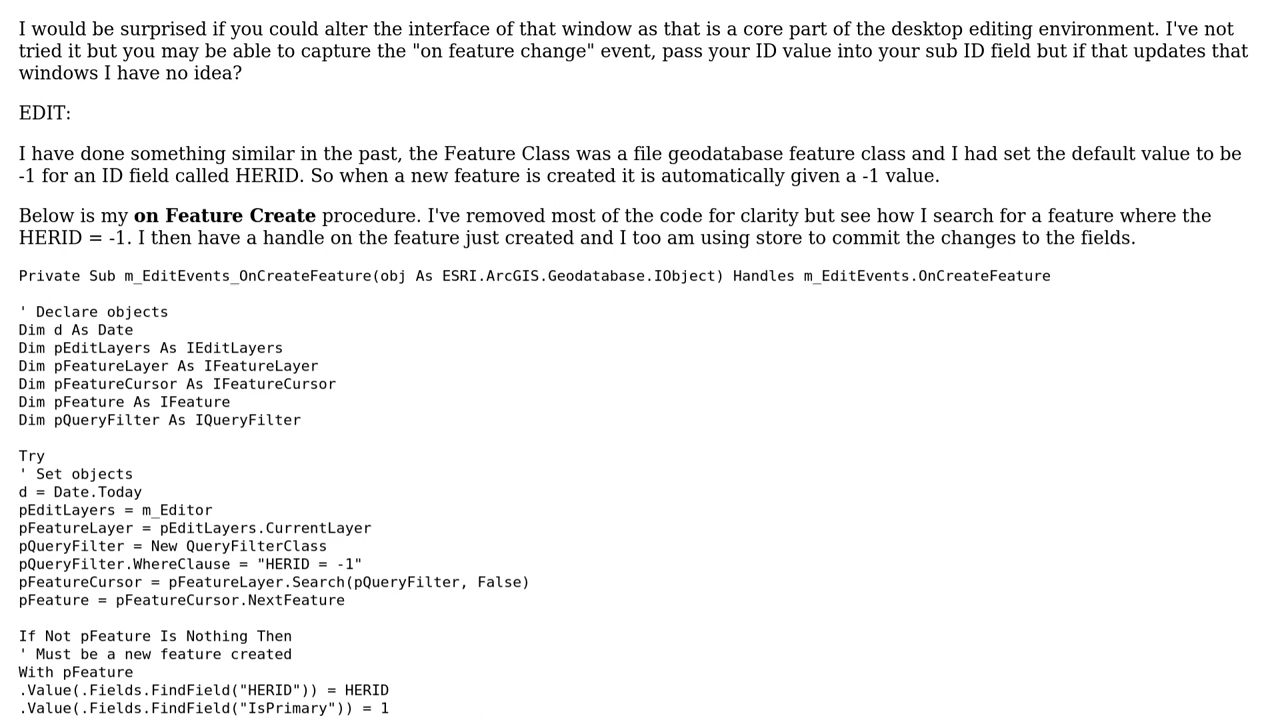 I would be surprised if you could alter the interface of that window as that is a core part of the desktop editing environment. I've not
tried it but you may be able to capture the "on feature change" event, pass your ID value into your sub ID field but if that updates that
windows I have no idea?
EDIT:
I have done something similar in the past, the Feature Class was a file geodatabase feature class and I had set the default value to be
-1 for an ID field called HERID. So when a new feature is created it is automatically given a -1 value.
Below is my on Feature Create procedure. I've removed most of the code for clarity but see how I search for a feature where the
HERID = -1. I then have a handle on the feature just created and I too am using store to commit the changes to the fields.
Private Sub m_EditEvents_OnCreateFeature(obj As ESRI.ArcGIS.Geodatabase.IObject) Handles m_EditEvents.OnCreateFeature
' Declare objects
Dim d As Date
Dim pEditLayers As IEditLayers
Dim pFeatureLayer As IFeatureLayer
Dim pFeatureCursor As IFeatureCursor
Dim pFeature As IFeature
Dim pQueryFilter As IQueryFilter
Try
' Set objects
d = Date.Today
pEditLayers = m_Editor
pFeatureLayer = pEditLayers.CurrentLayer
pQueryFilter = New QueryFilterClass
pQueryFilter.WhereClause = "HERID = -1"
pFeatureCursor = pFeatureLayer.Search(pQueryFilter, False)
pFeature = pFeatureCursor.NextFeature
If Not pFeature Is Nothing Then
' Must be a new feature created
With pFeature
.Value(.Fields.FindField("HERID")) = HERID
.Value(.Fields.FindField("IsPrimary")) = 1